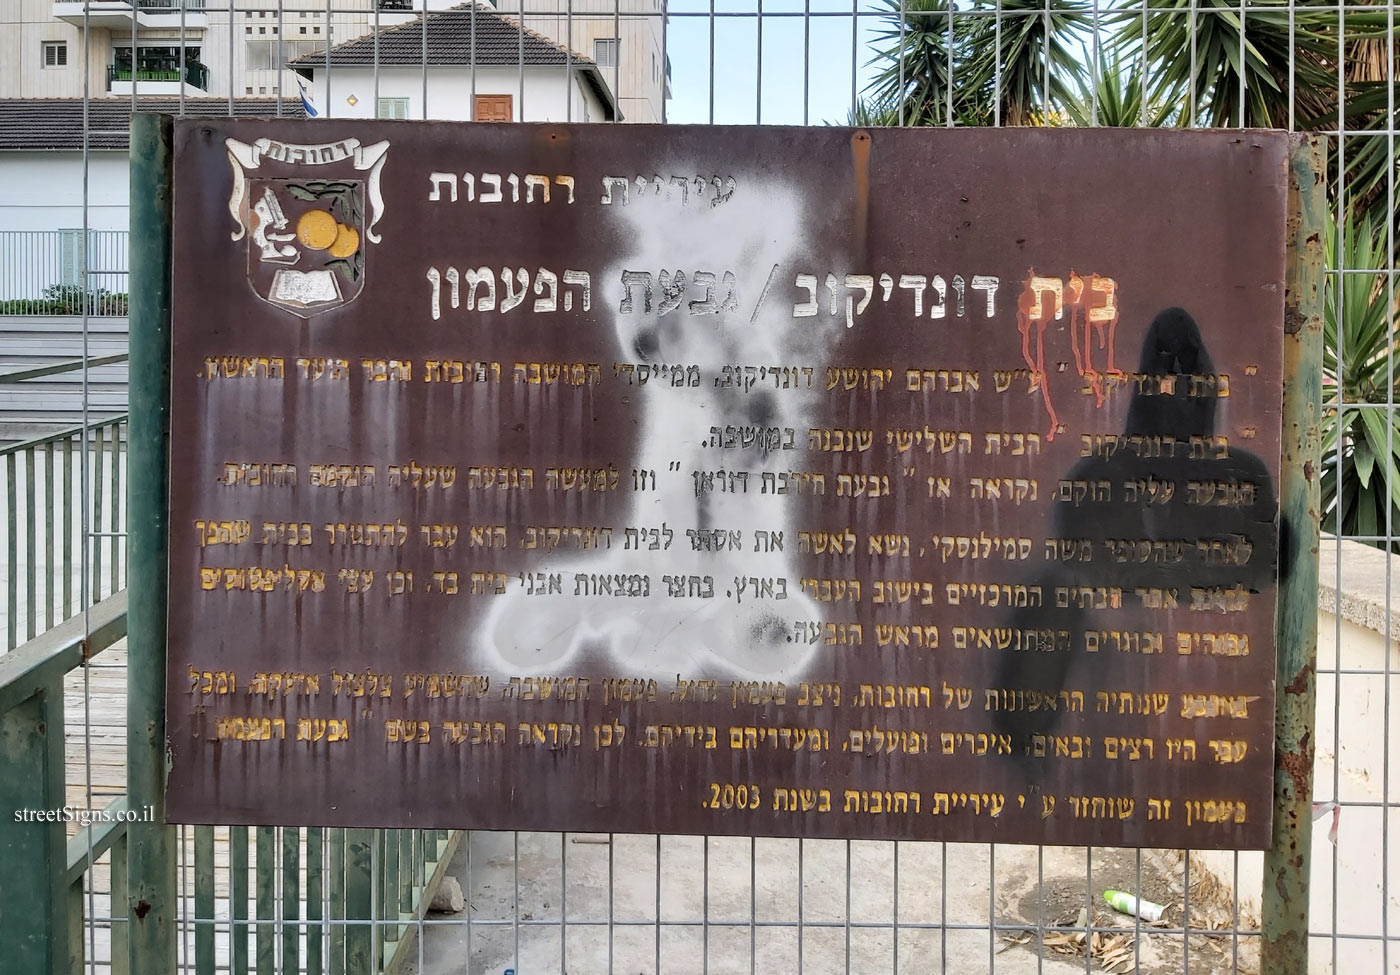 רחובות
עיריית רחובות
בית דונדיקוב / גבעת הפעמון
" בית דונדיקוב " ע"ש אברהם יהושע דונדיקוב, ממייסדי המושבה רחובות וחבר הועד הראשון.
" בית דונדיקוב " הבית השלישי שנבנה במושבה.
הגבעה עליה הוקם, נקראה אז " גבעת חירבת דוראן " וזו למעשה הגבעה שעליה הוקמה רחובות.
לאחר שהסופר משה סמילנסקי, נשא לאשה את אסתר לבית דונדיקוב, הוא עבר להתגורר בבית שהפך
לאחד הבתים המרכזיים בישוב העברי בארץ. בחצר נמצאות אבני בית בד, וכן עצי אקליפטוסים
גבוהים ובוגרים המתנשאים מראש הגבעה.
בארבע שנותיה הראשונות של רחובות, ניצב פעמון גדול, פעמון המושבה, שהשמיע צלצול אזעקה, ומכל
עבר היו רצים ובאים, איכרים ופועלים, ומעדריהם בידיהם. לכן נקראה הגבעה בשם " גבעת הפעמון "
פעמון זה שוחזר ע"י עיריית רחובות בשנת 2003.
streetSigns.co.il